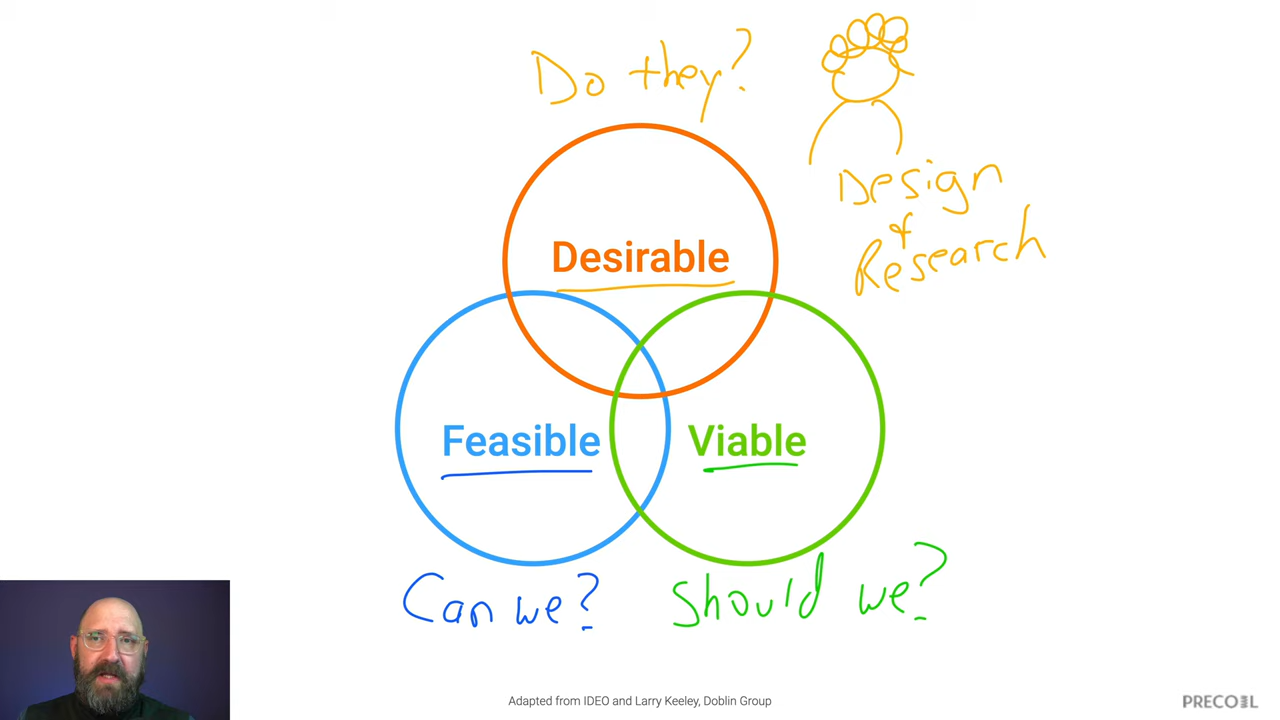 Do they?
Design
&
Research
Desirable
Feasible
Viable
Can we?
Should we?
Adapted from IDEO and Larry Keeley, Doblin Group
PRECOIL